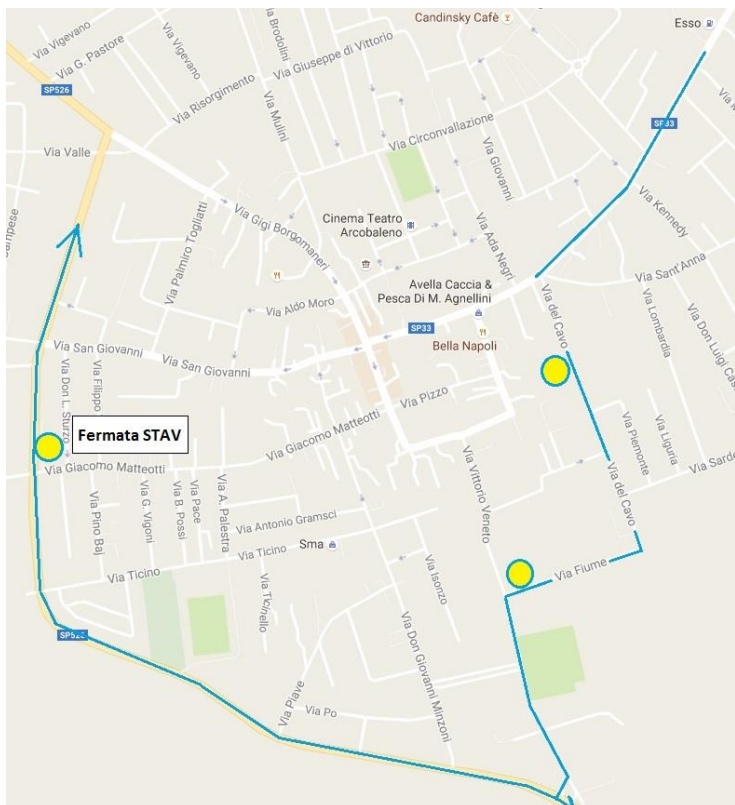 Candinsky Cafè
Esso
Via Vigevano
Via G. Pastore
Via Vigevano
Via Brodolini
Via Giuseppe di Vittorio
SP526
Via Risorgimento
Via Mulini
SP33
Via Circonvallazione
Via Valle
Via Giovanni
Via Kennedy
Via Gigi Borgomaneri
Cinema Teatro
Arcobaleno
Via Palmiro Togliatti
Via Ada Negri
Via Sant'Anna
Avella Caccia &
Pesca Di M. Agnellini
Via Aldo Moro
Via del Cavo
Via Lombardia
SP33
Via San Giovanni
Via San Giovanni
Bella Napoli
Via Don L. Sturzo
Via Filippo
Via Pizzo
Fermata STAV
Via Giacomo Matteotti
Via Piemonte
Via Liguria
Via Giacomo Matteotti
Via Vittorio Veneto
Via Pino Baj
Via G. Vigoni
Via B. Possi
Via Pace
Via A. Palestra
Via del Cavo
Via Antonio Gramsci
Sma
Via Ticino
Via Ticino
Via Isonzo
Via Fiume
Via Ticinello
Via Don Giovanni Minzoni
Via Piave
Via Po